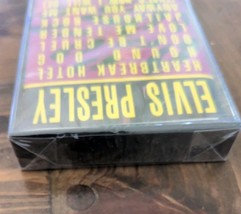 ELVIS PRESLEY
HEARTBREAK HOTEL
HOUND DOG
DON'T BE CRUEL
LOVE ME TENDER
JAILHOUSE ROCK